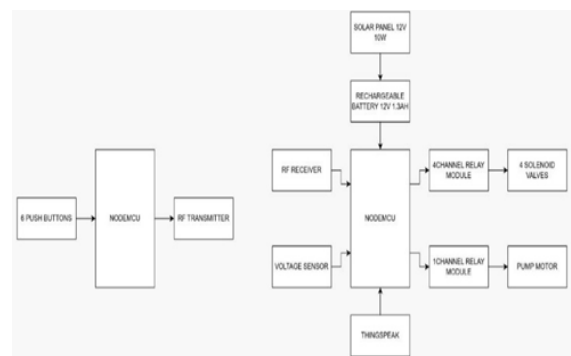 SOLAR PANEL 12V
10W
RECHARGEABLE
BATTERY 12V 1.3AH
RF RECEIVER
4CHANNEL RELAY
MODULE
4 SOLENOID
VALVES
6 PUSH BUTTONS
NODEMCU
RF TRANSMITTER
NODEMCU
VOLTAGE SENSOR
1CHANNEL RELAY
MODULE
PUMP MOTOR
THINGSPEAK